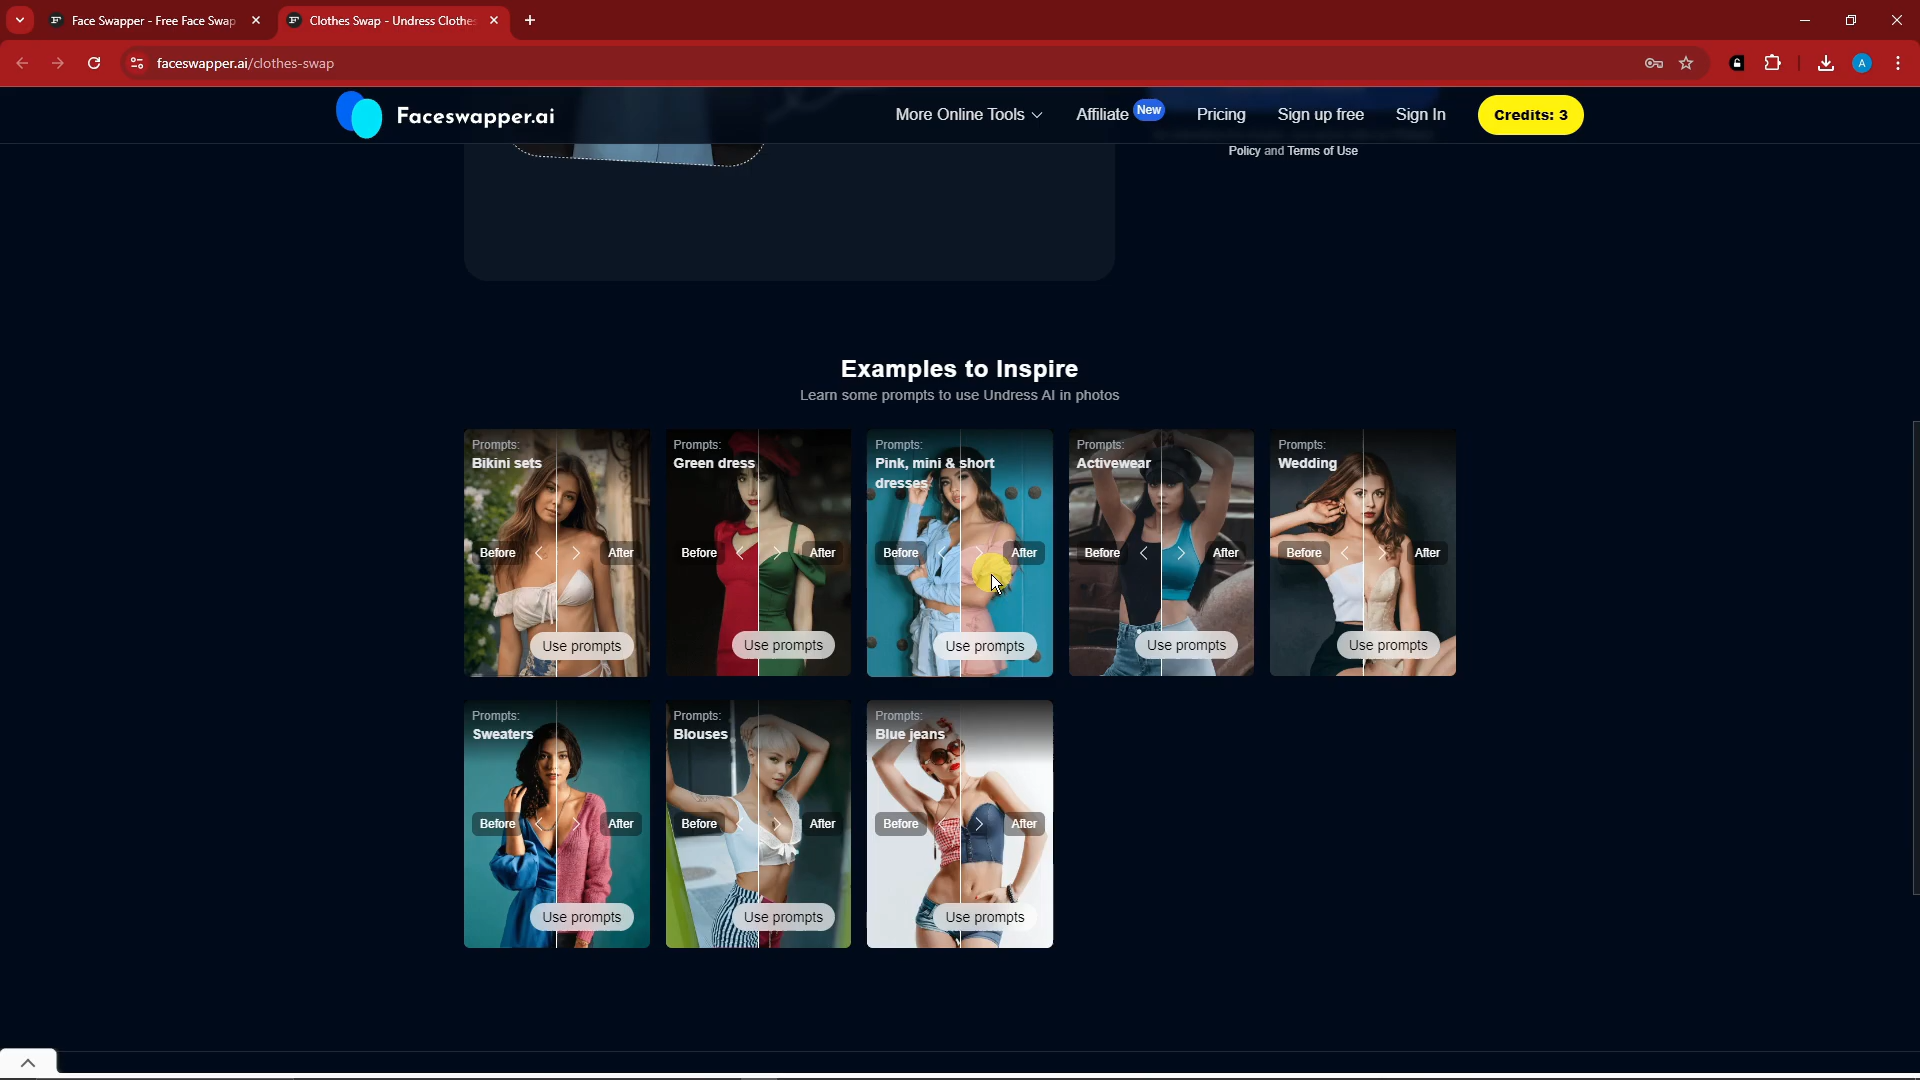 Face Swapper - Free Face Swap
Clothes Swap - Undress Clothes
faceswapper.ai/clothes-swap
A
Faceswapper.ai
More Online Tools
Affiliate
New
Pricing
Sign up free
Sign In
Credits: 3
Policy and Terms of Use
Examples to Inspire
Learn some prompts to use Undress AI in photos
Prompts:
Bikini sets
Before
After
Use prompts
Prompts:
Green dress
Before
After
Use prompts
Prompts:
Pink, mini & short
dresses
Before
After
Use prompts
Prompts:
Activewear
Before
After
Use prompts
Prompts:
Wedding
Before
After
Use prompts
Prompts:
Sweaters
Before
After
Use prompts
Prompts:
Blouses
Before
After
Use prompts
Prompts:
Blue jeans
Before
After
Use prompts